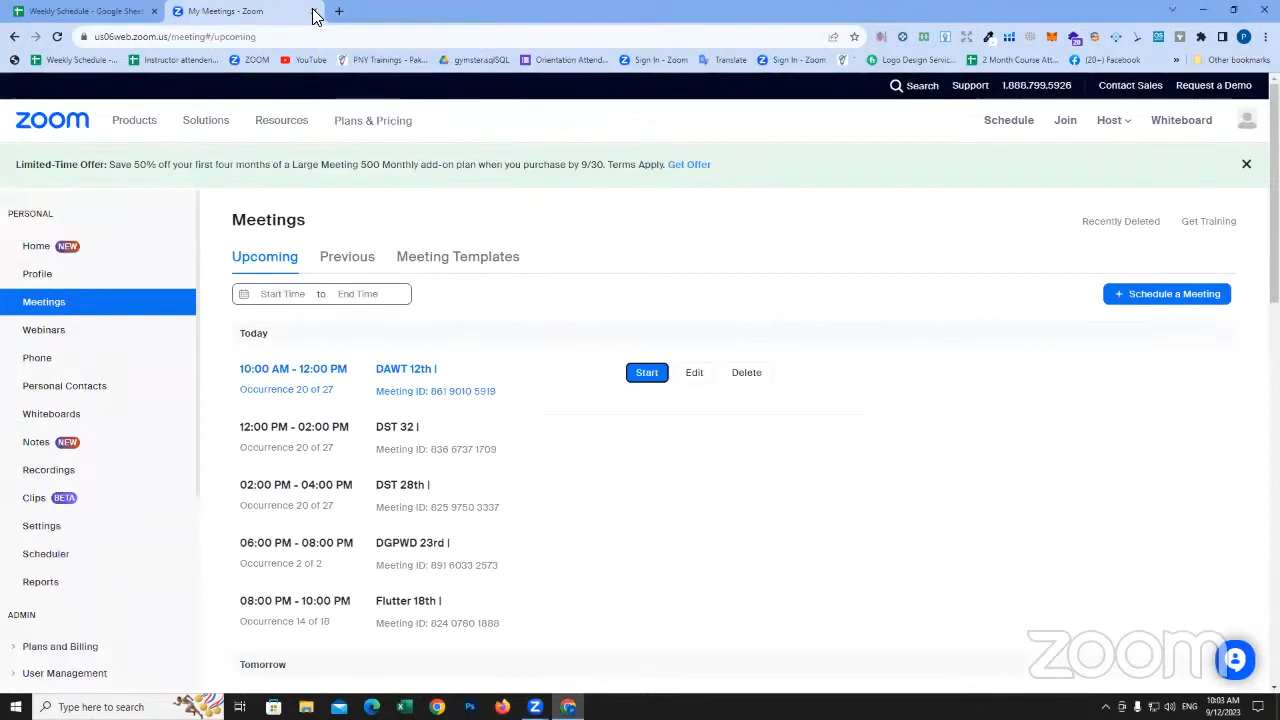 Weekly Schedule - Google Sheet
My Meetings - Zoom
us06web.zoom.us/meeting#/upcoming
Weekly Schedule -...
Instructor attend...
ZOOM
YouTube
PNY Trainings - Pak...
gymsteraqlSQL
Orientation Attend...
Sign In - Zoom
Translate
Sign In - Zoom
Logo Design Servic...
2 Month Course Att...
(20+) Facebook
»
Other bookmarks
Search
Support
1.888.799.5926
Contact Sales
Request a Demo
zoom
Products
Solutions
Resources
Plans & Pricing
Schedule
Join
Host
Whiteboard
Limited-Time Offer: Save 50% off your first four months of a Large Meeting 500 Monthly add-on plan when you purchase by 9/30. Terms Apply. Get Offer
PERSONAL
Home NEW
Profile
Meetings
Webinars
Phone
Personal Contacts
Whiteboards
Notes NEW
Recordings
Clips BETA
Settings
Scheduler
Reports
ADMIN
Plans and Billing
User Management
Meetings
Recently Deleted
Get Training
Upcoming
Previous
Meeting Templates
Start Time to End Time
+ Schedule a Meeting
Today
10:00 AM - 12:00 PM
DAWT 12th |
Start
Edit
Delete
Occurrence 20 of 27
Meeting ID: 861 9010 5919
12:00 PM - 02:00 PM
DST 32 |
Occurrence 20 of 27
Meeting ID: 836 6737 1709
02:00 PM - 04:00 PM
DST 28th |
Occurrence 20 of 27
Meeting ID: 825 9750 3337
06:00 PM - 08:00 PM
DGPWD 23rd |
Occurrence 2 of 2
Meeting ID: 891 6033 2573
08:00 PM - 10:00 PM
Flutter 18th |
Occurrence 14 of 18
Meeting ID: 824 0780 1888
Tomorrow
zoom
Type here to search
ENG
10:03 AM
9/12/2023